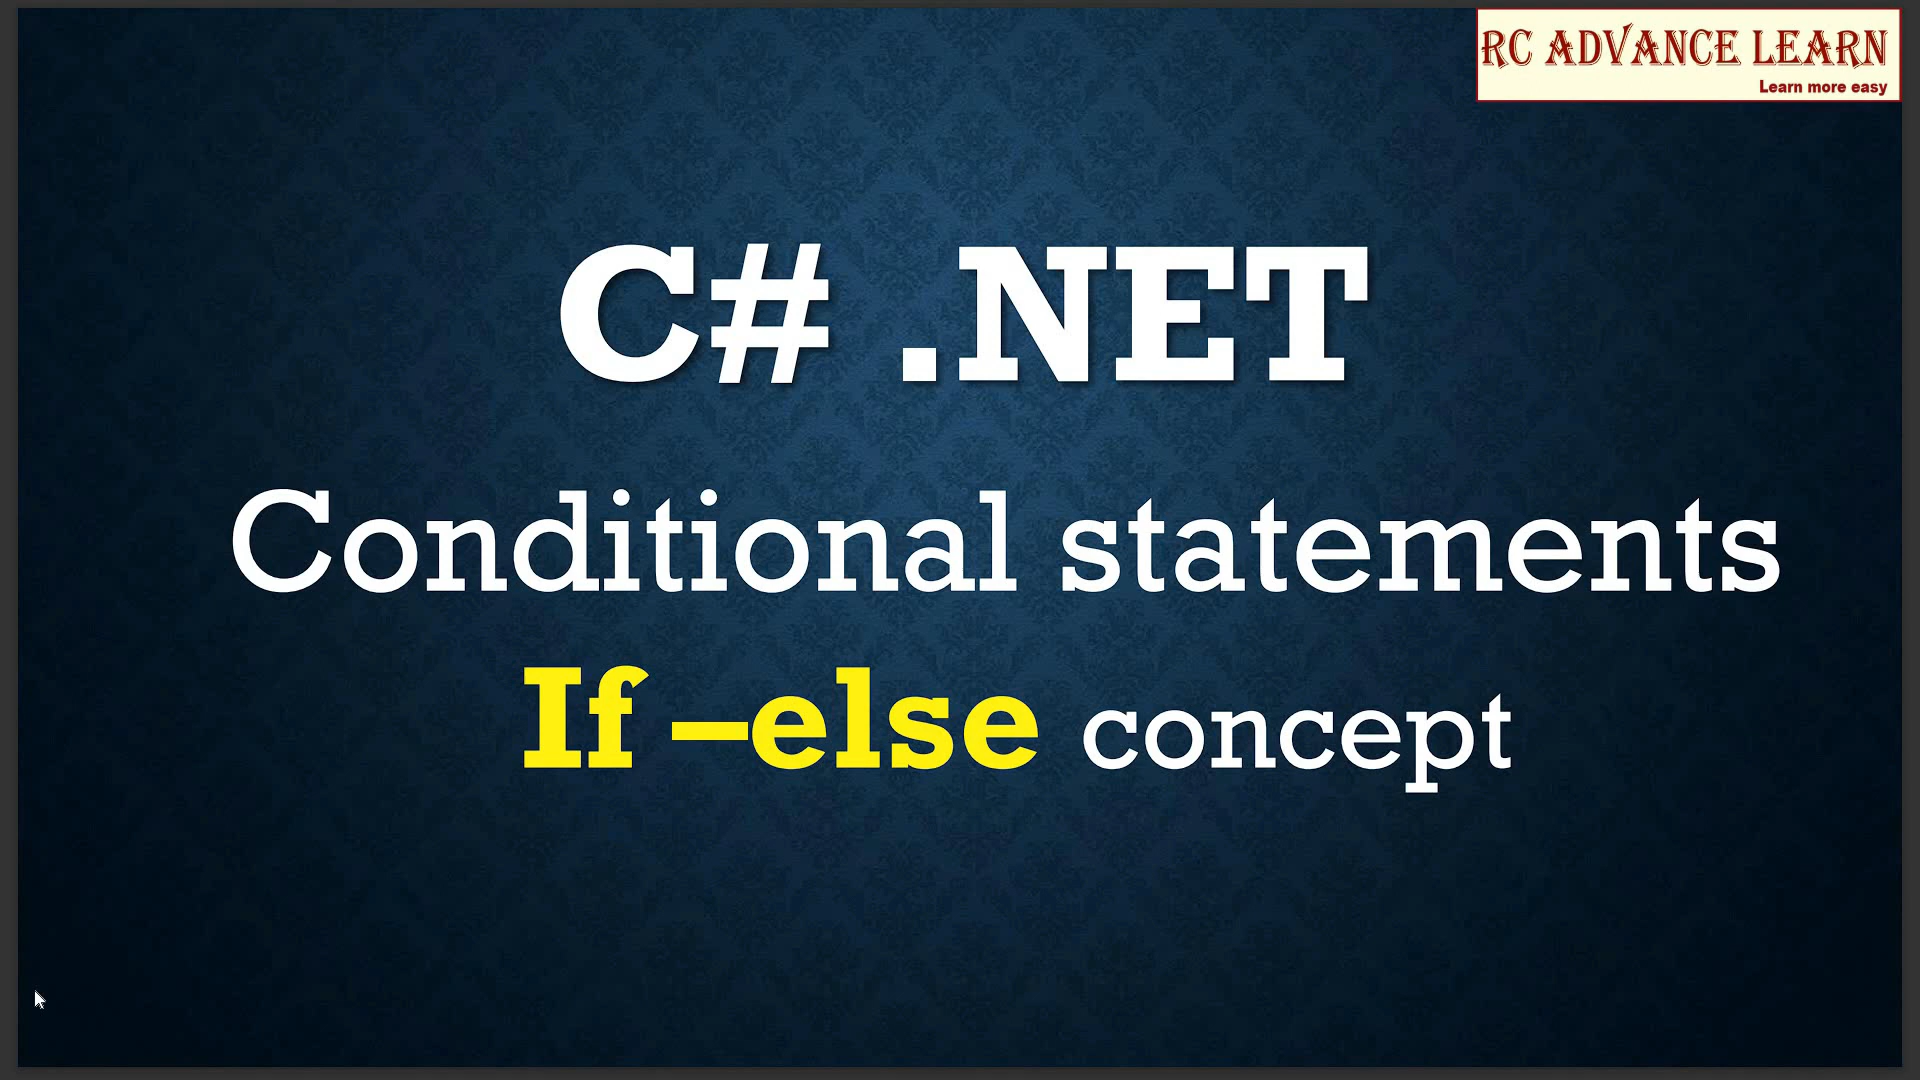 RC ADVANCE LEARN
Learn more easy
C# .NET
Conditional statements
If –else concept